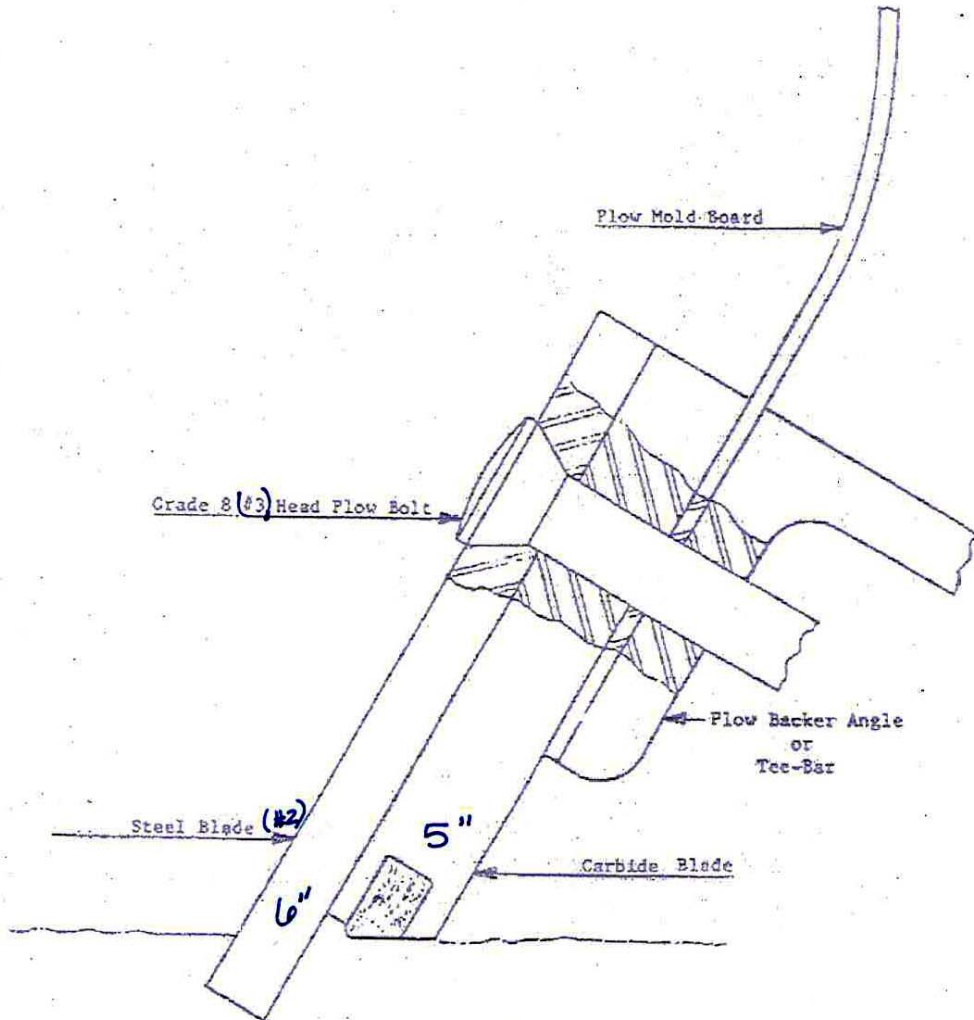 Plow Mold Board
Grade 8 (#3) Head Plow Bolt
Plow Backer Angle
or
Tee-Bar
Steel Blade (#2)
5"
Carbide Blade
6"